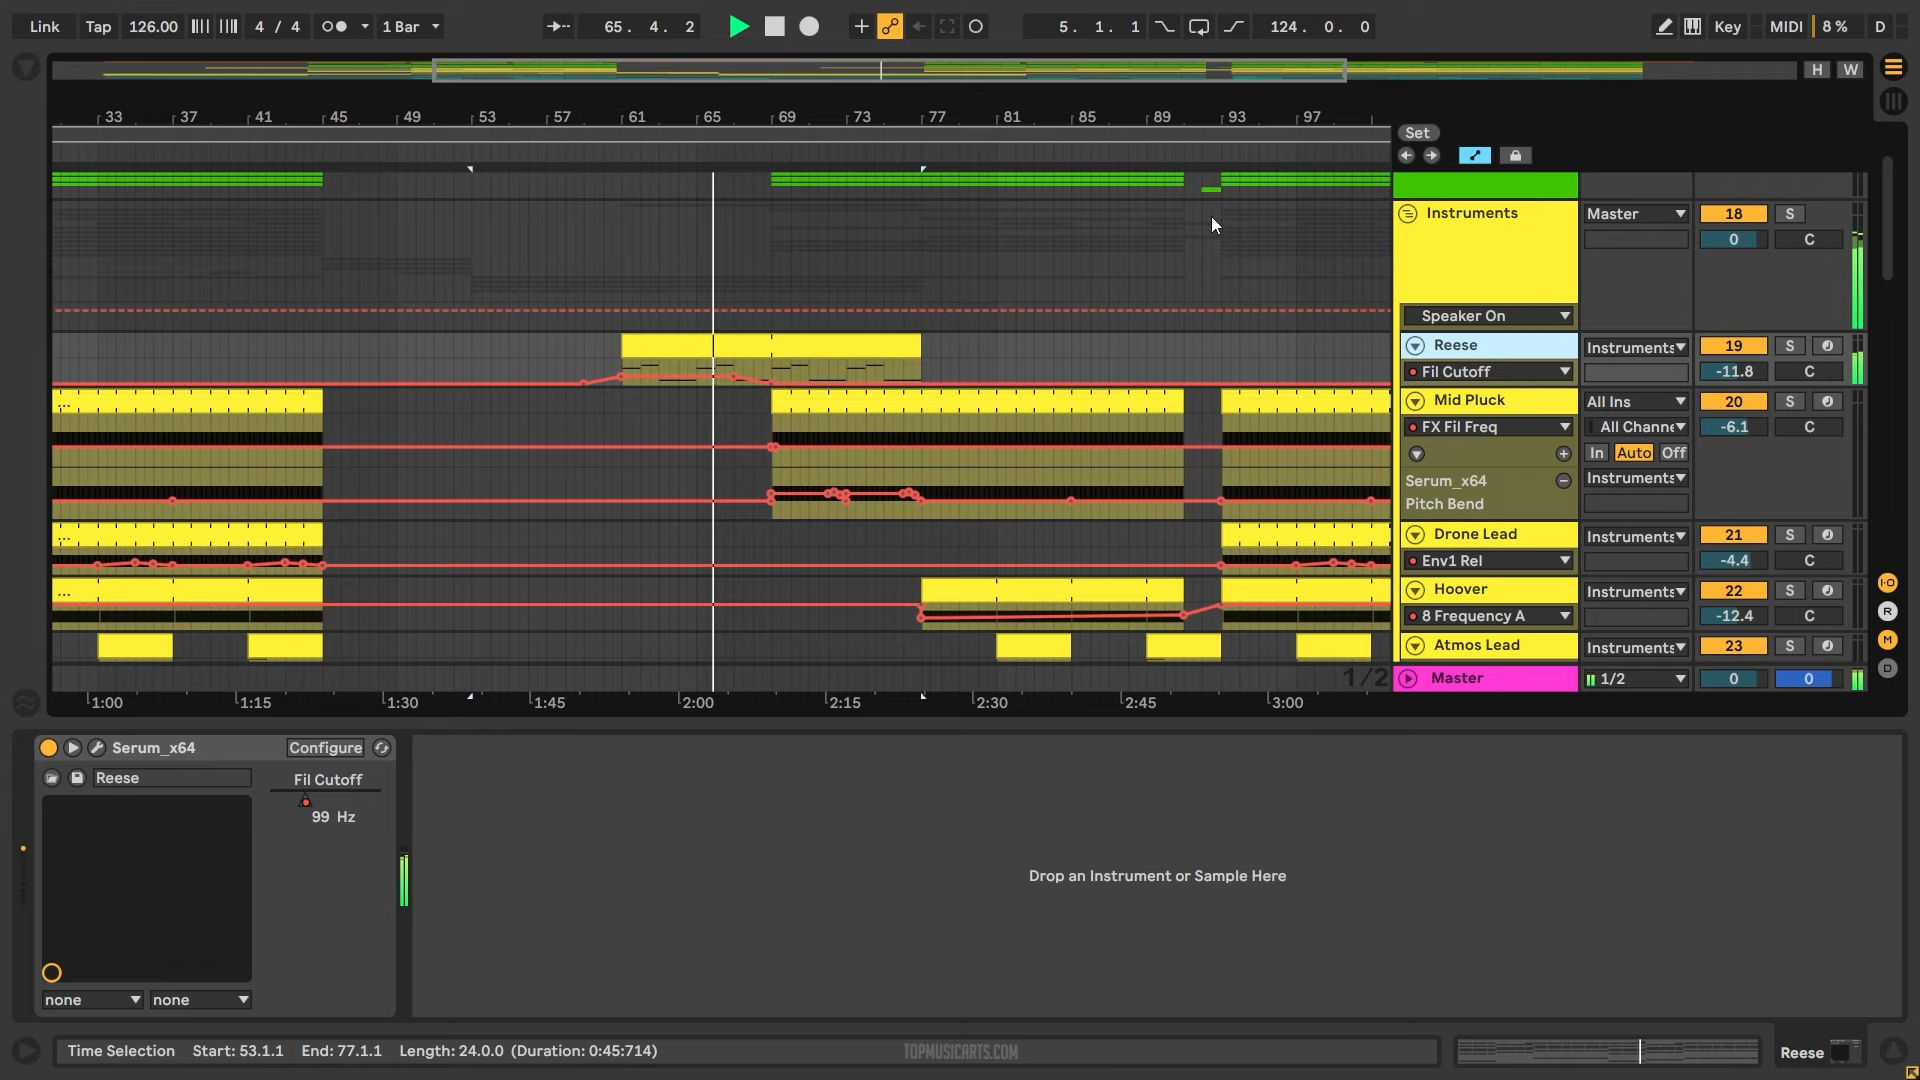 Link Tap 126.00 4 / 4 1 Bar 65. 4. 2 5. 1. 1 124. 0. 0 Key MIDI 8 % D
H W
33 37 41 45 49 53 57 61 65 69 73 77 81 85 89 93 97
Set
Instruments Master 18 S
0 C
Speaker On
Reese Instruments 19 S
Fil Cutoff -11.8 C
... Mid Pluck All Ins 20 S
FX Fil Freq All Channe -6.1 C
In Auto Off
Serum_x64 Instruments
Pitch Bend
... Drone Lead Instruments 21 S
Env1 Rel -4.4 C
... Hoover Instruments 22 S
8 Frequency A -12.4 C
Atmos Lead Instruments 23 S
1/2 Master 1/2 0 0
I·O
R
M
D
1:00 1:15 1:30 1:45 2:00 2:15 2:30 2:45 3:00
Serum_x64 Configure
Reese Fil Cutoff
99 Hz
Drop an Instrument or Sample Here
none none
Time Selection Start: 53.1.1 End: 77.1.1 Length: 24.0.0 (Duration: 0:45:714) TOPMUSICARTS.COM Reese